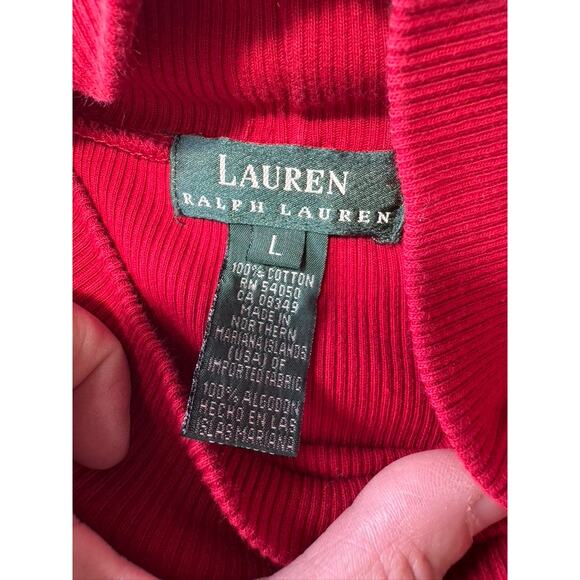 LAUREN
RALPH LAUREN
L
100% COTTON
RN 54050
CA 08349
MADE IN
NORTHERN
MARIANA ISLANDS
(USA) OF
IMPORTED FABRIC
100% ALGODON
HECHO EN LAS
ISLAS MARIANA